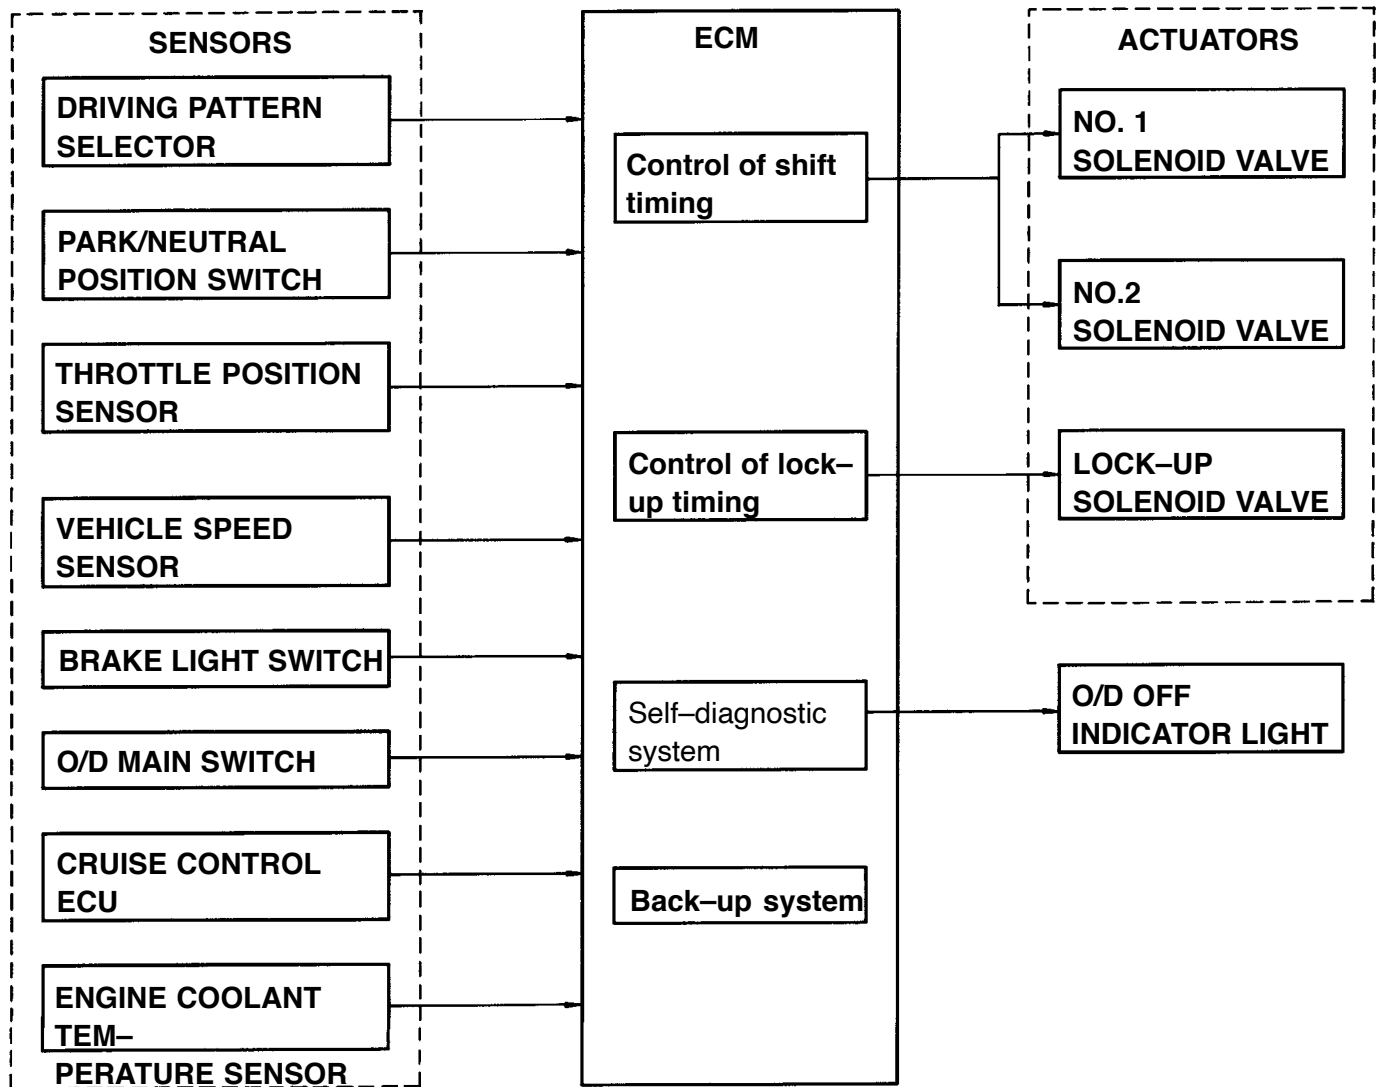 SENSORS
DRIVING PATTERN
SELECTOR
PARK/NEUTRAL
POSITION SWITCH
THROTTLE POSITION
SENSOR
VEHICLE SPEED
SENSOR
BRAKE LIGHT SWITCH
O/D MAIN SWITCH
CRUISE CONTROL
ECU
ENGINE COOLANT
TEM–
PERATURE SENSOR
ECM
Control of shift
timing
Control of lock–
up timing
Self–diagnostic
system
Back–up system
ACTUATORS
NO. 1
SOLENOID VALVE
NO.2
SOLENOID VALVE
LOCK–UP
SOLENOID VALVE
O/D OFF
INDICATOR LIGHT